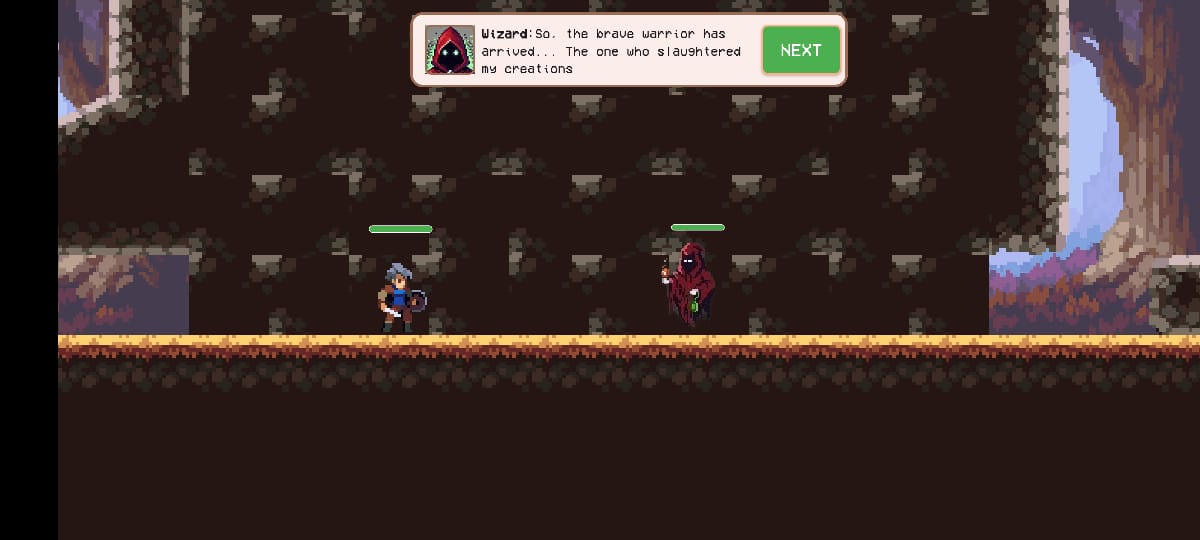 Wizard:So, the brave warrior has
arrived... The one who slaughtered
my creations
NEXT